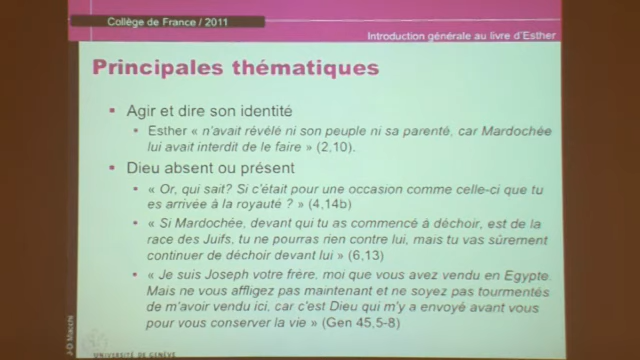 Collège de France / 2011
Introduction générale au livre d'Esther
Principales thématiques
• Agir et dire son identité
• Esther « n'avait révélé ni son peuple ni sa parenté, car Mardochée
lui avait interdit de le faire » (2,10).
• Dieu absent ou présent
• « Or, qui sait? Si c'était pour une occasion comme celle-ci que tu
es arrivée à la royauté ? » (4,14b)
• « Si Mardochée, devant qui tu as commencé à déchoir, est de la
race des Juifs, tu ne pourras rien contre lui, mais tu vas sûrement
continuer de déchoir devant lui » (6,13)
• « Je suis Joseph votre frère, moi que vous avez vendu en Egypte.
Mais ne vous affligez pas maintenant et ne soyez pas tourmentés
de m'avoir vendu ici, car c'est Dieu qui m'y a envoyé avant vous
pour vous conserver la vie » (Gen 45,5-8)
J-D Macchi
UNIVERSITÉ DE GENÈVE